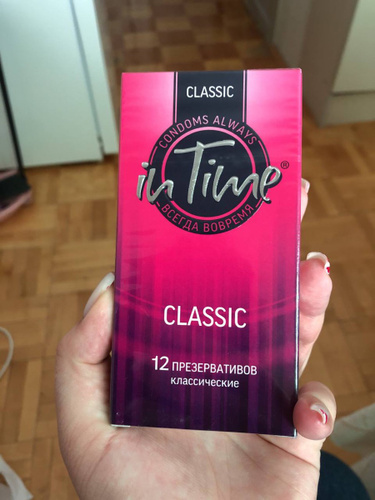 CLASSIC
CONDOMS ALWAYS
in Time®
ВСЕГДА ВОВРЕМЯ
CLASSIC
12 ПРЕЗЕРВАТИВОВ
классические